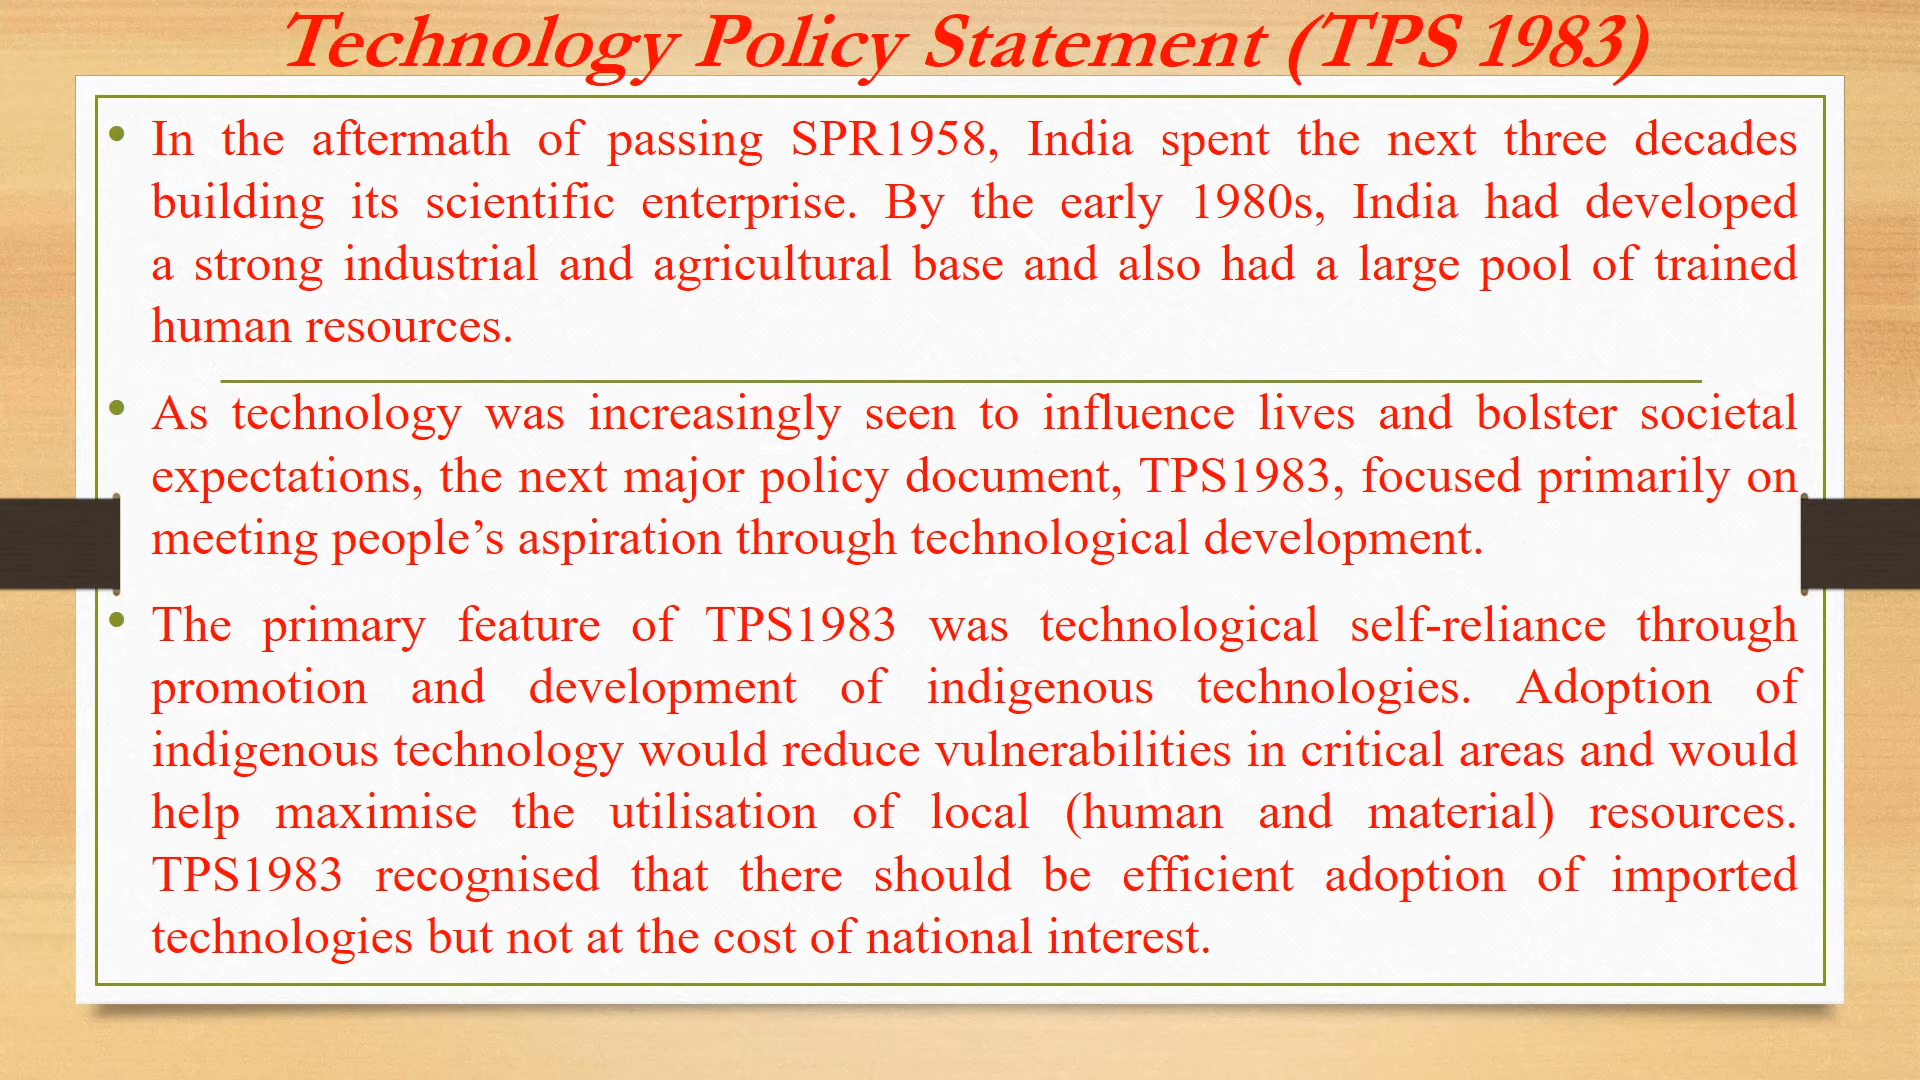 Technology Policy Statement (TPS 1983)
• In the aftermath of passing SPR1958, India spent the next three decades
building its scientific enterprise. By the early 1980s, India had developed
a strong industrial and agricultural base and also had a large pool of trained
human resources.
• As technology was increasingly seen to influence lives and bolster societal
expectations, the next major policy document, TPS1983, focused primarily on
meeting people’s aspiration through technological development.
• The primary feature of TPS1983 was technological self-reliance through
promotion and development of indigenous technologies. Adoption of
indigenous technology would reduce vulnerabilities in critical areas and would
help maximise the utilisation of local (human and material) resources.
TPS1983 recognised that there should be efficient adoption of imported
technologies but not at the cost of national interest.